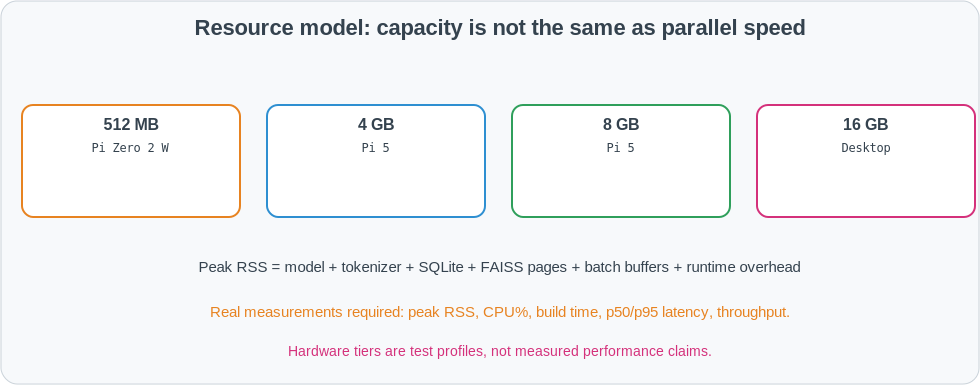 Resource model: capacity is not the same as parallel speed
512 MB
Pi Zero 2 W
4 GB
Pi 5
8 GB
Pi 5
16 GB
Desktop
Peak RSS = model + tokenizer + SQLite + FAISS pages + batch buffers + runtime overhead
Real measurements required: peak RSS, CPU%, build time, p50/p95 latency, throughput.
Hardware tiers are test profiles, not measured performance claims.